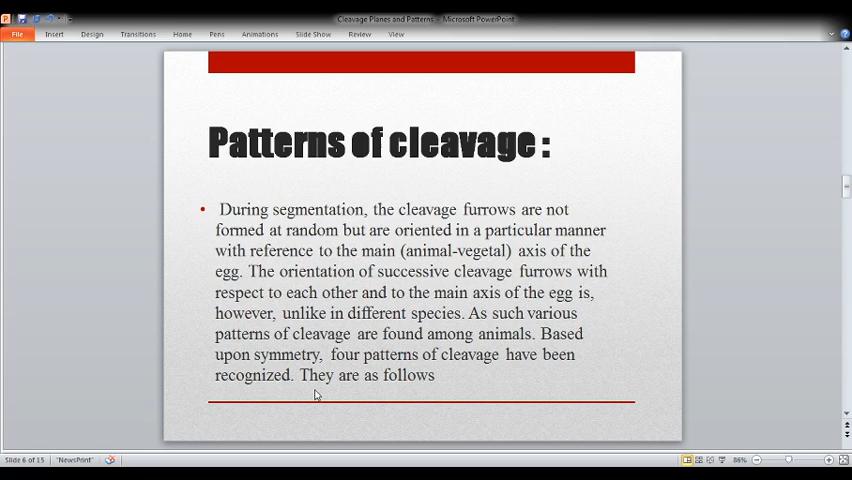 Cleavage Planes and Patterns - Microsoft PowerPoint
File Insert Design Transitions Home Pens Animations Slide Show Review View
Patterns of cleavage :
• During segmentation, the cleavage furrows are not
formed at random but are oriented in a particular manner
with reference to the main (animal-vegetal) axis of the
egg. The orientation of successive cleavage furrows with
respect to each other and to the main axis of the egg is,
however, unlike in different species. As such various
patterns of cleavage are found among animals. Based
upon symmetry, four patterns of cleavage have been
recognized. They are as follows
Slide 6 of 15 "NewsPrint" 86%